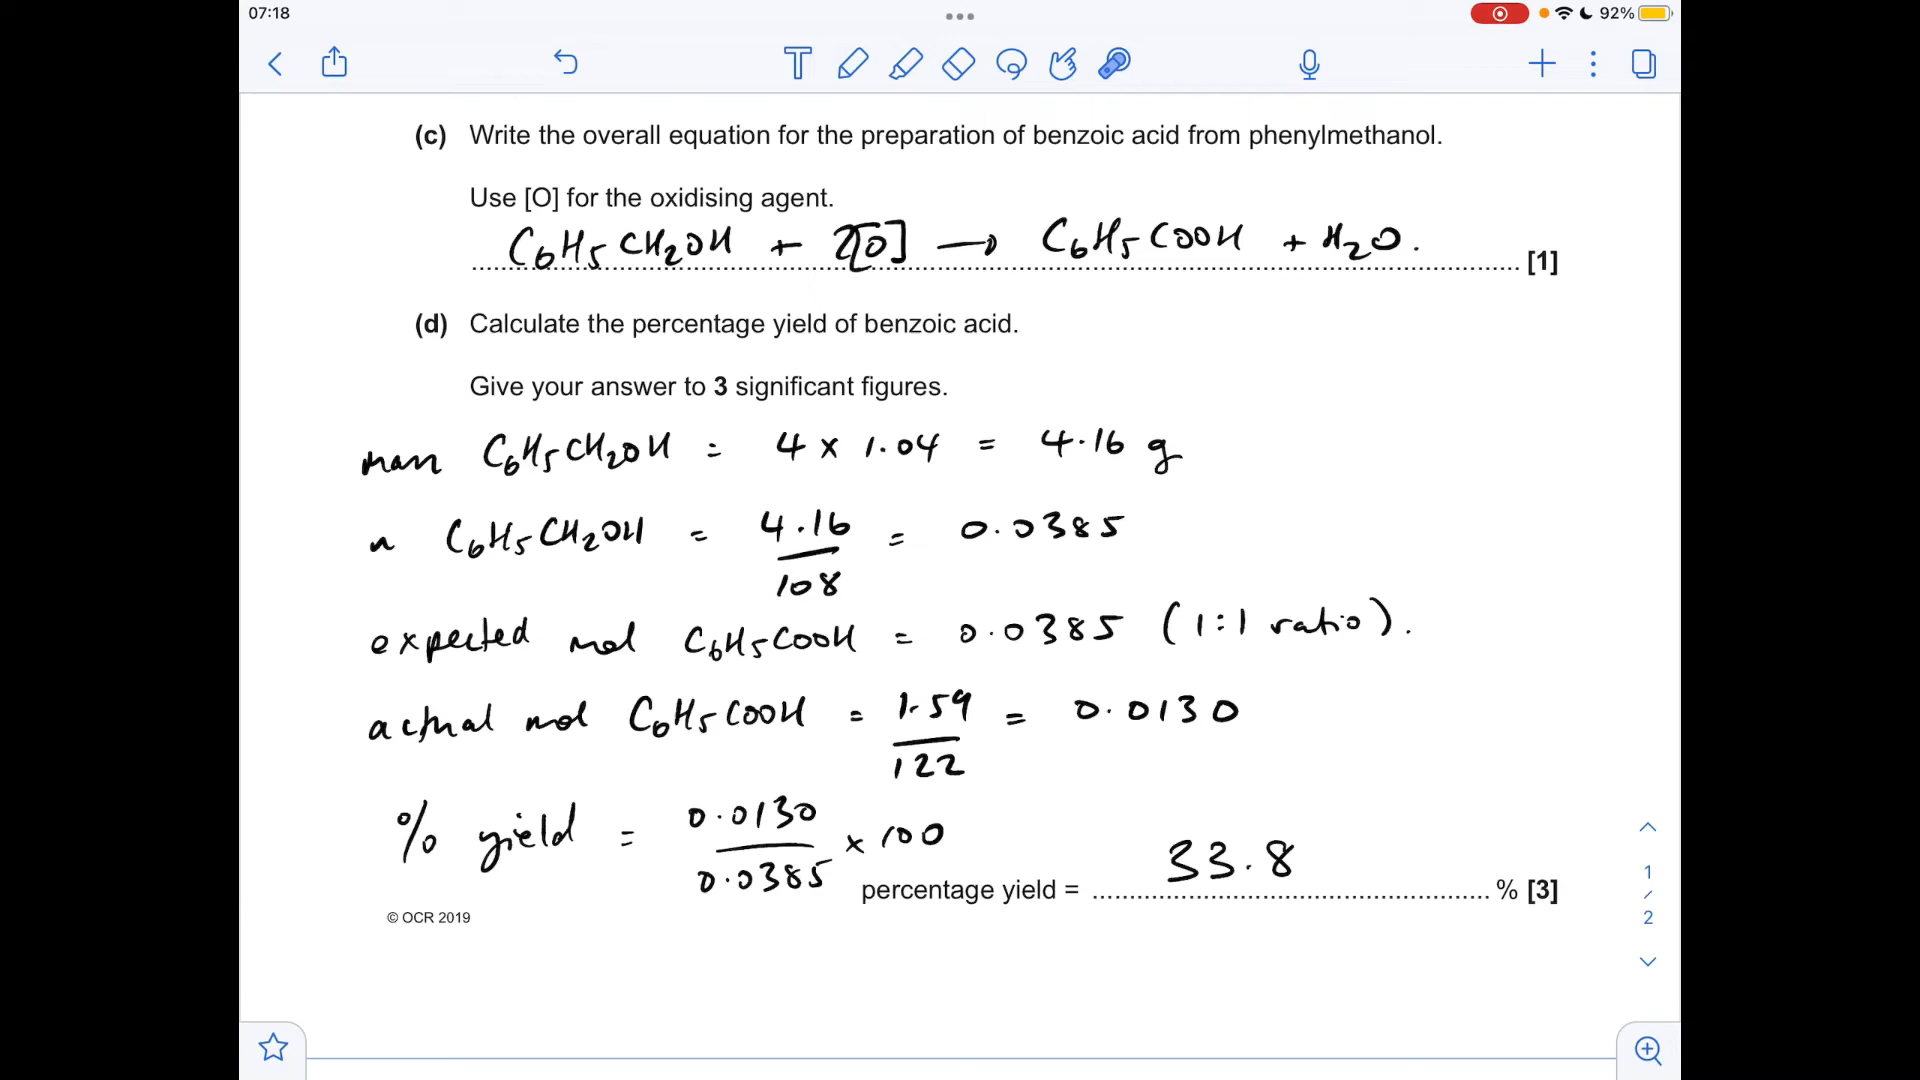 07:18
92%
(c) Write the overall equation for the preparation of benzoic acid from phenylmethanol.
Use [O] for the oxidising agent.
C₆H₅CH₂OH + 2[O] → C₆H₅COOH + H₂O.
[1]
(d) Calculate the percentage yield of benzoic acid.
Give your answer to 3 significant figures.
mass C₆H₅CH₂OH = 4 × 1.04 = 4.16 g
n C₆H₅CH₂OH = 4.16/108 = 0.0385
expected mol C₆H₅COOH = 0.0385 (1:1 ratio).
actual mol C₆H₅COOH = 1.59/122 = 0.0130
% yield = 0.0130/0.0385 × 100
percentage yield = 33.8 % [3]
© OCR 2019
1/2